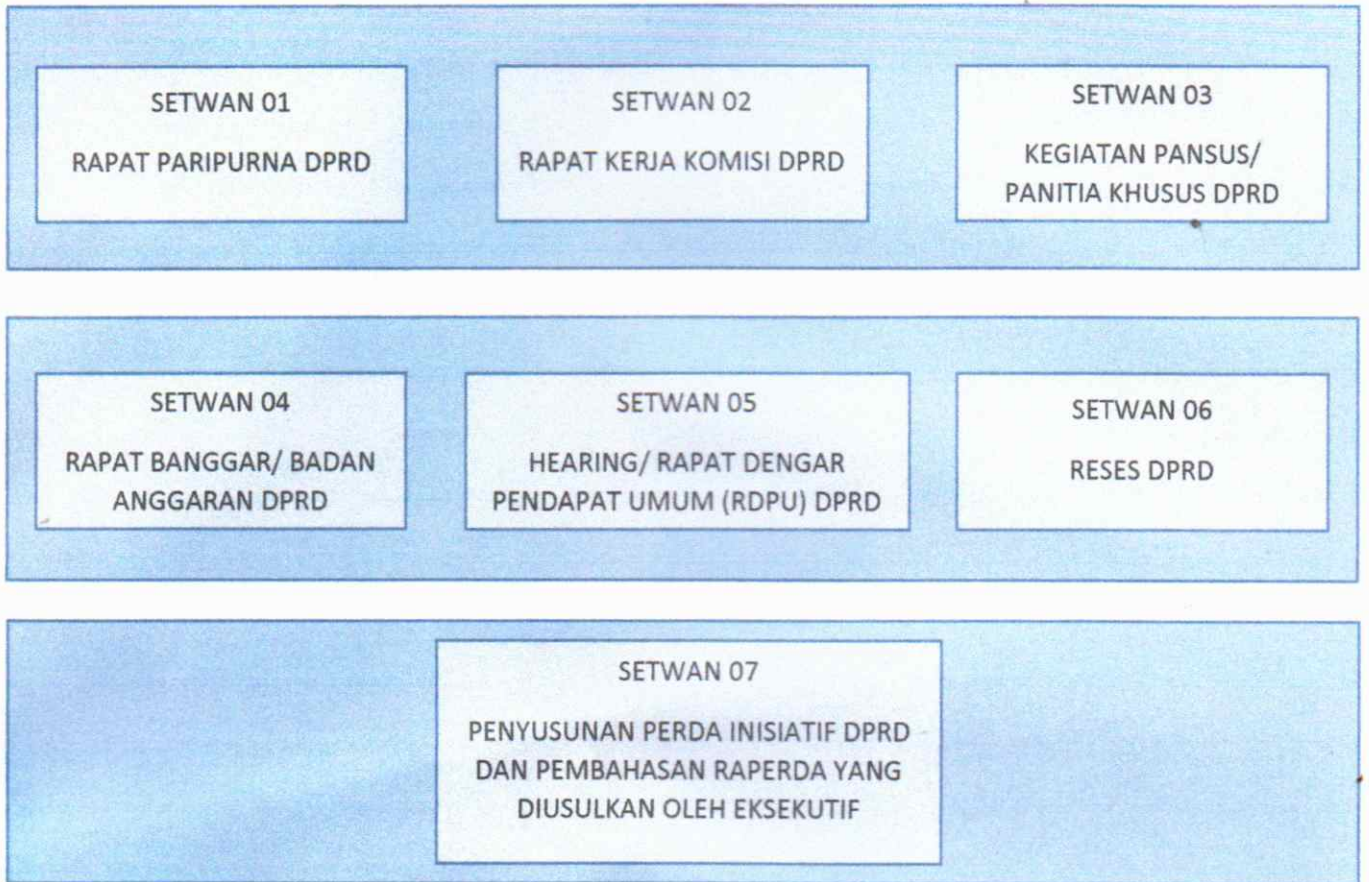 SETWAN 01
RAPAT PARIPURNA DPRD
SETWAN 02
RAPAT KERJA KOMISI DPRD
SETWAN 03
KEGIATAN PANSUS/
PANITIA KHUSUS DPRD
SETWAN 04
RAPAT BANGGAR/ BADAN
ANGGARAN DPRD
SETWAN 05
HEARING/ RAPAT DENGAR
PENDAPAT UMUM (RDPU) DPRD
SETWAN 06
RESES DPRD
SETWAN 07
PENYUSUNAN PERDA INISIATIF DPRD
DAN PEMBAHASAN RAPERDA YANG
DIUSULKAN OLEH EKSEKUTIF